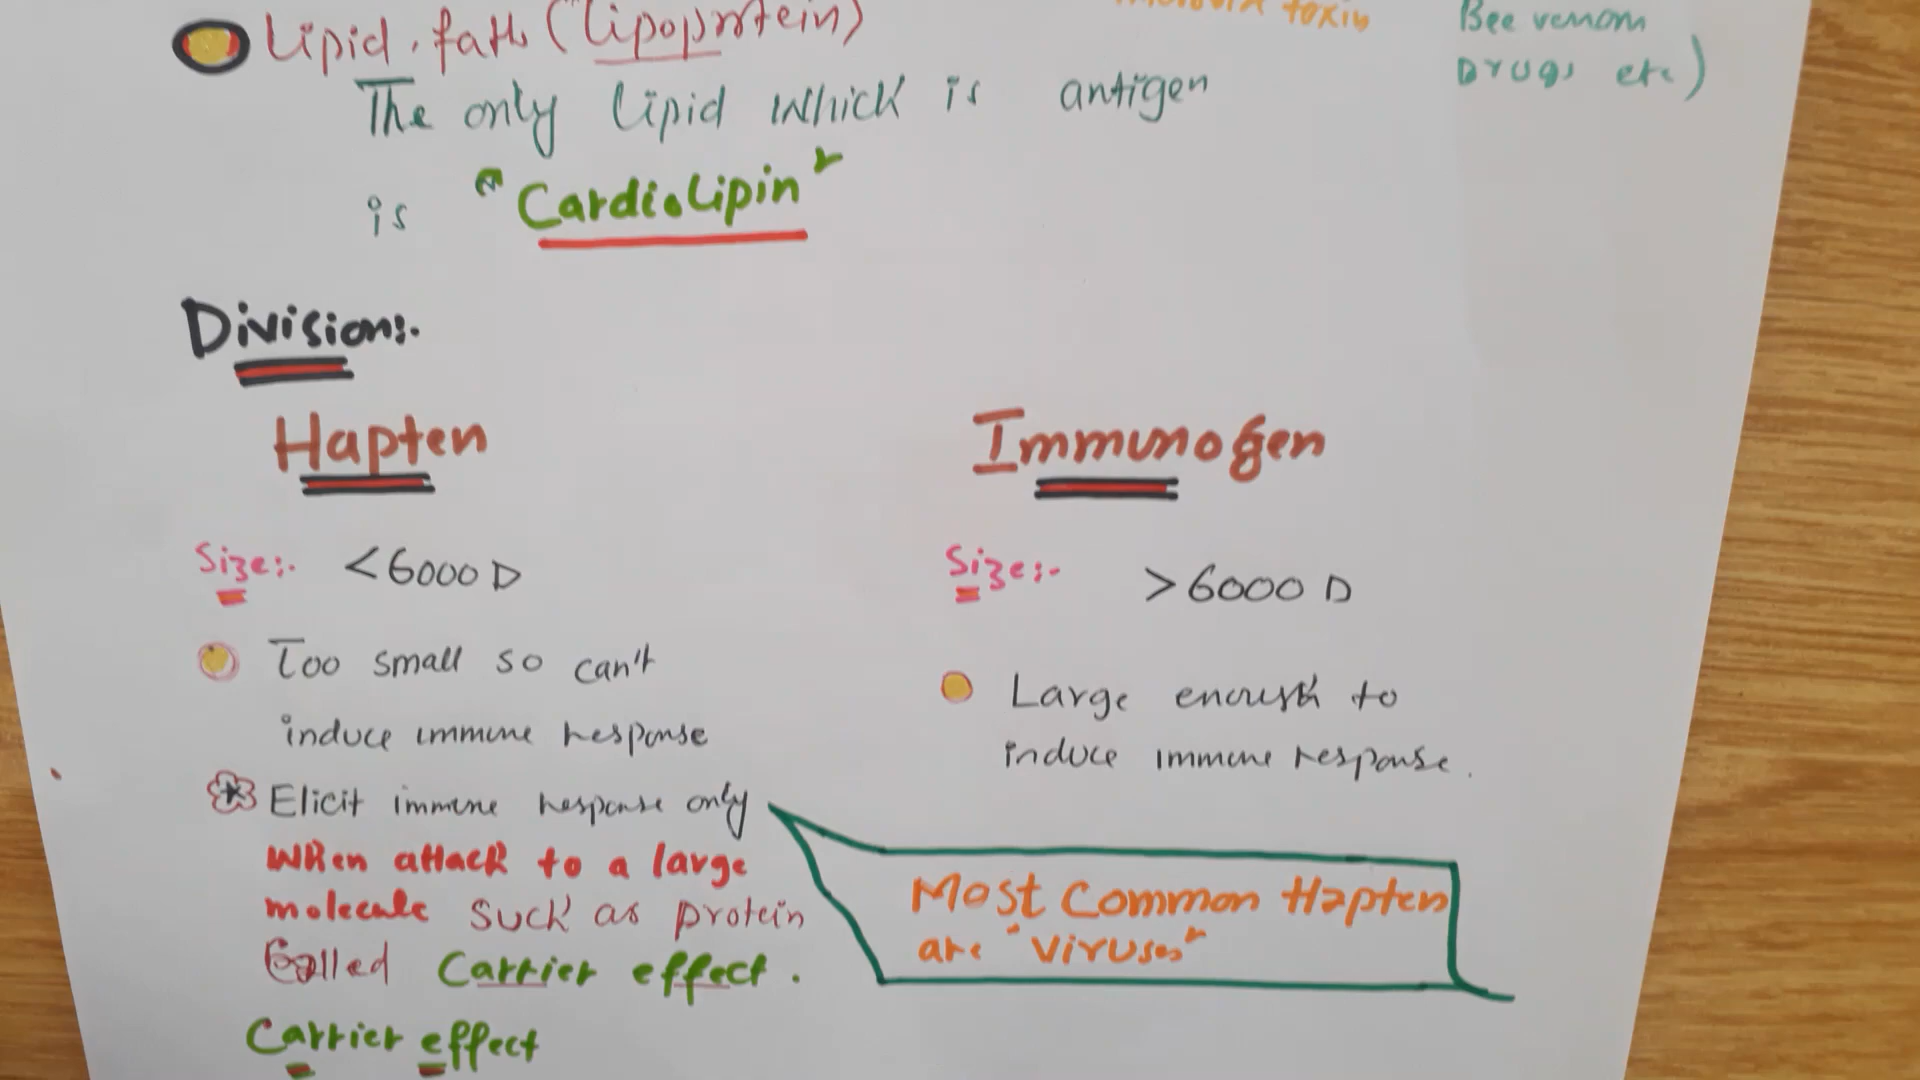 Lipid, fats (Lipoprotein)
toxin
Bee venom
Drugs etc)
The only lipid which is antigen
is "Cardiolipin"
Divisions:-
Hapten
Immunogen
Size:- <6000 D
Size:- >6000 D
Too small so can't
induce immune response
Large enough to
induce immune response.
Elicit immune response only
when attack to a large
molecule such as protein
Called Carrier effect.
Most Common Hapten
are "Viruses"
Carrier effect